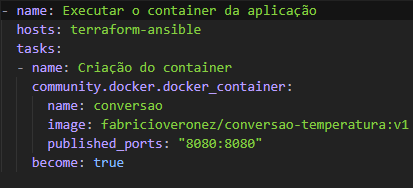 - name: Executar o container da aplicação
  hosts: terraform-ansible
  tasks:
  - name: Criação do container
    community.docker.docker_container:
      name: conversao
      image: fabricioveronez/conversao-temperatura:v1
      published_ports: "8080:8080"
    become: true